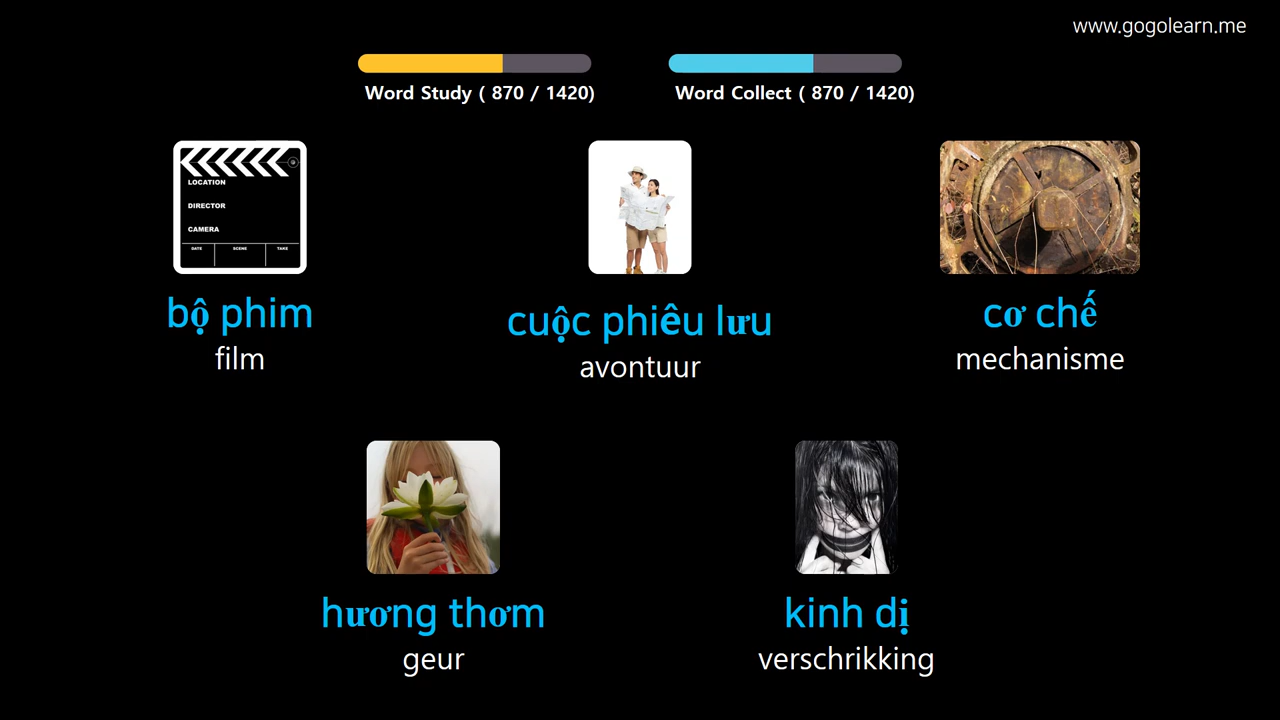 www.gogolearn.me
Word Study ( 870 / 1420)
Word Collect ( 870 / 1420)
LOCATION
DIRECTOR
CAMERA
DATE SCENE TAKE
bộ phim
film
cuộc phiêu lưu
avontuur
cơ chế
mechanisme
hương thơm
geur
kinh dị
verschrikking